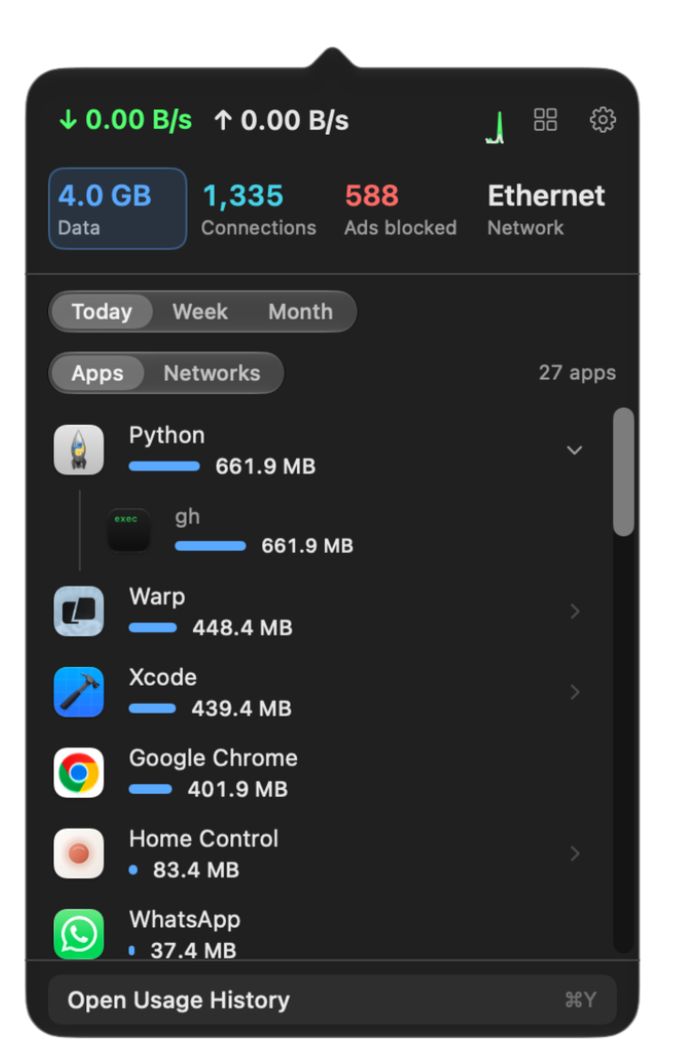 ↓ 0.00 B/s ↑ 0.00 B/s
4.0 GB 1,335 588 Ethernet
Data Connections Ads blocked Network
Today Week Month
Apps Networks 27 apps
Python
661.9 MB
exec gh
661.9 MB
Warp
448.4 MB
Xcode
439.4 MB
Google Chrome
401.9 MB
Home Control
83.4 MB
WhatsApp
37.4 MB
Open Usage History ⌘Y